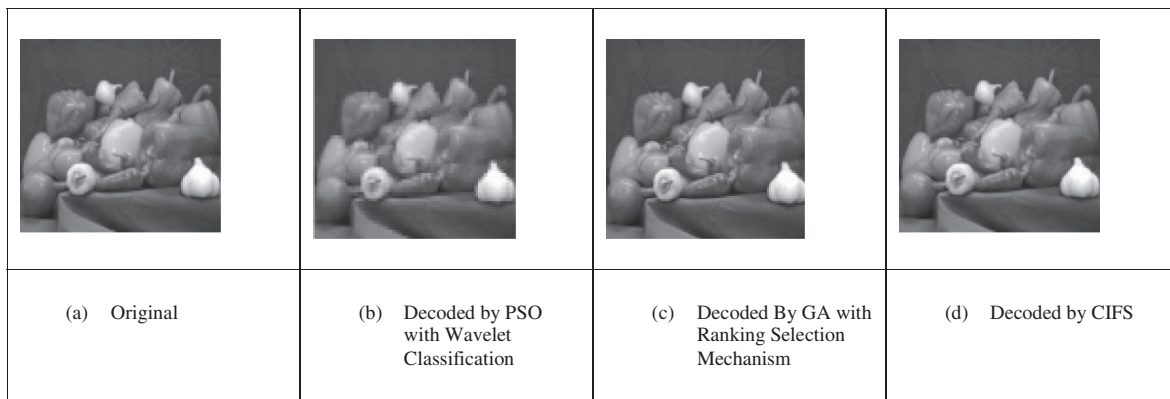 (a) Original
(b) Decoded by PSO
with Wavelet
Classification
(c) Decoded By GA with
Ranking Selection
Mechanism
(d) Decoded by CIFS